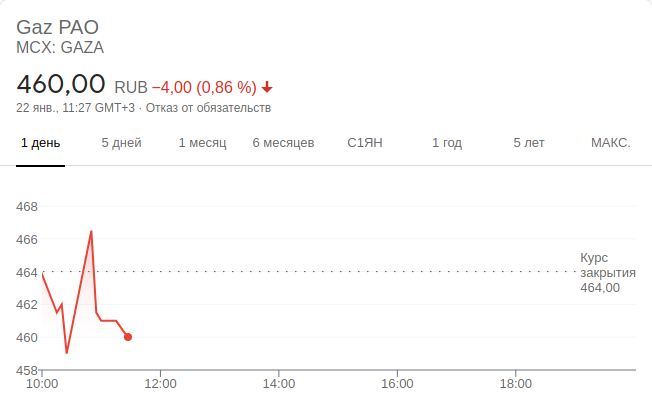 Gaz PAO
MCX: GAZA
460,00 RUB −4,00 (0,86 %)
22 янв., 11:27 GMT+3 · Отказ от обязательств
1 день 5 дней 1 месяц 6 месяцев С1ЯН 1 год 5 лет МАКС.
468
466
464
462
460
458
Курс
закрытия
464,00
10:00 12:00 14:00 16:00 18:00